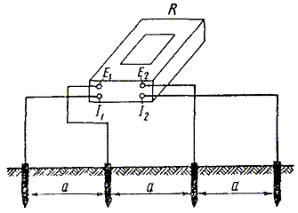 R
E₁ E₂
I₁ I₂
a a a